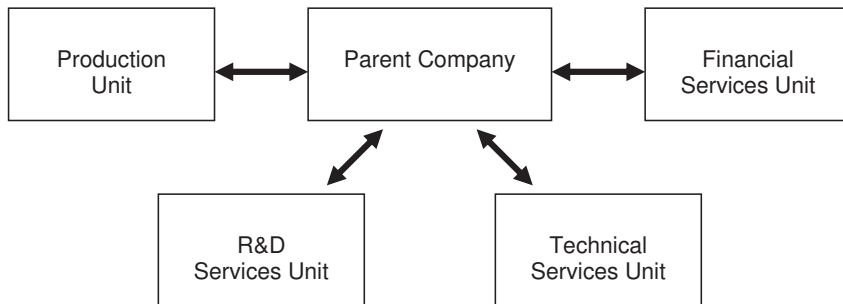 Production
Unit
Parent Company
Financial
Services Unit
R&D
Services Unit
Technical
Services Unit